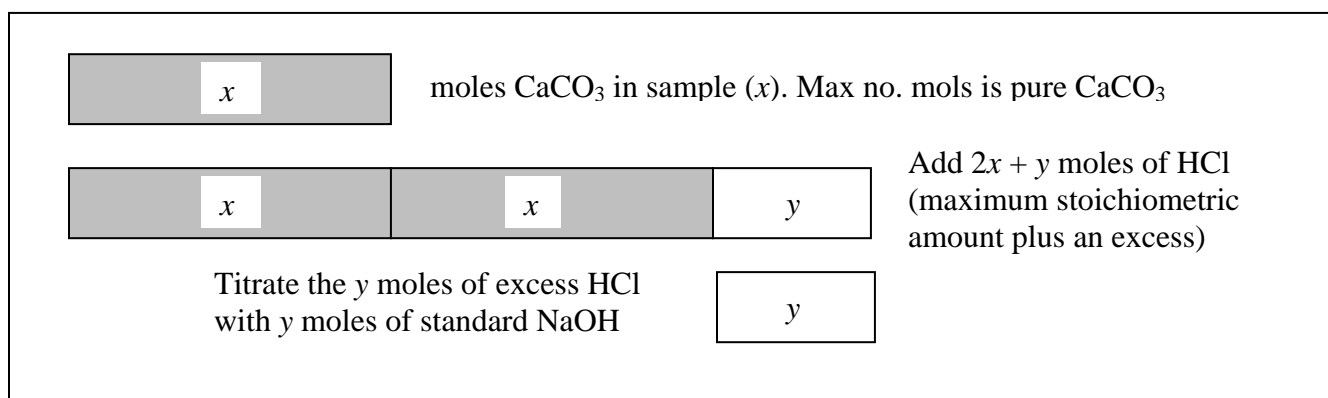 x
moles CaCO₃ in sample (x). Max no. mols is pure CaCO₃
x
x
y
Add 2x + y moles of HCl
(maximum stoichiometric
amount plus an excess)
Titrate the y moles of excess HCl
with y moles of standard NaOH
y